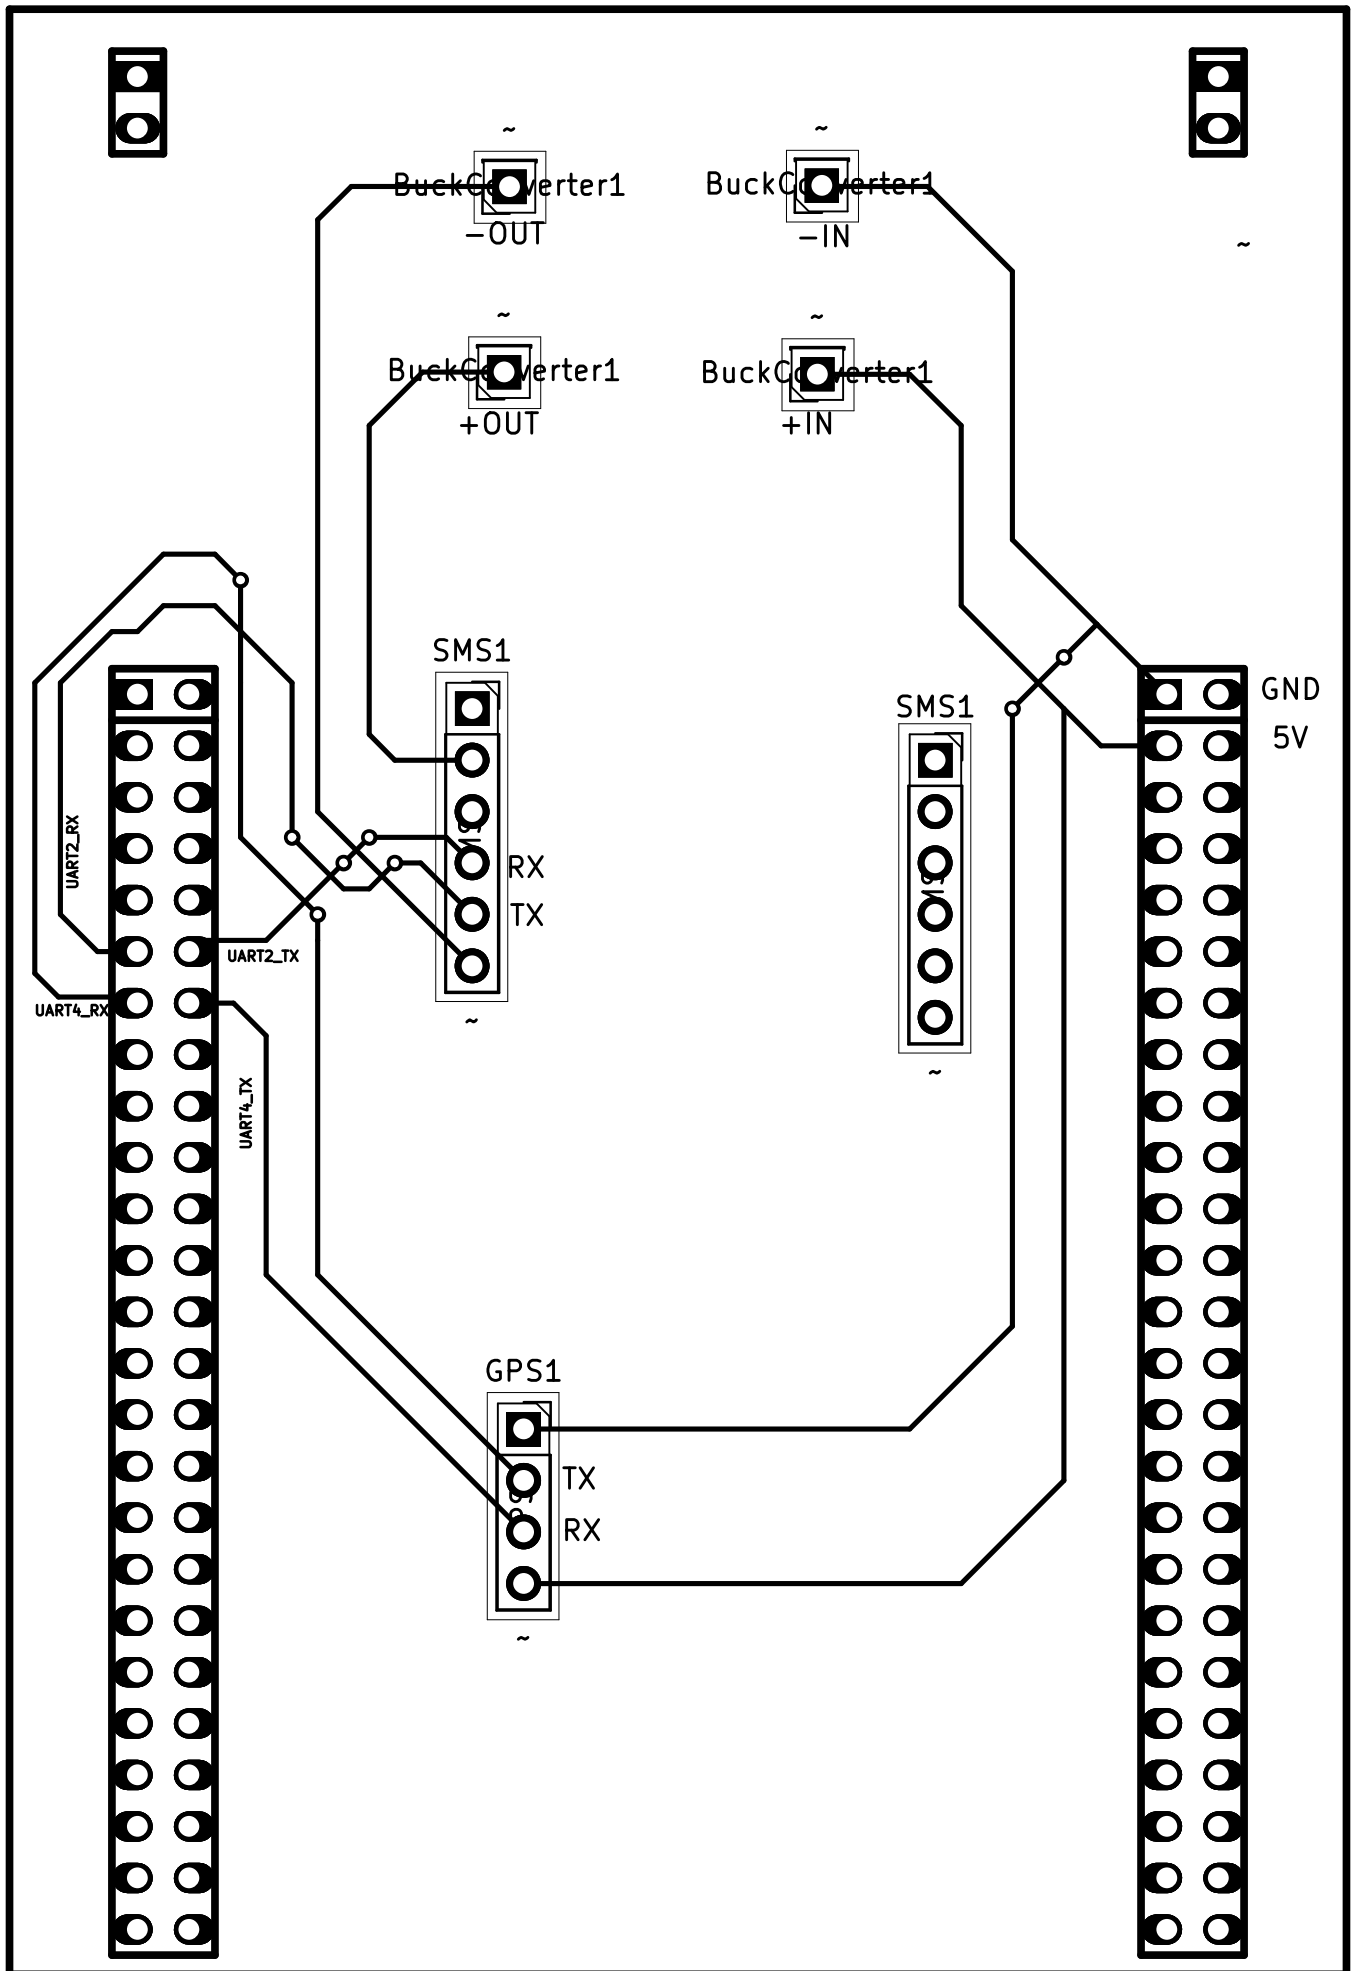 ~
~
BuckConverter1
BuckConverter1
-OUT
-IN
~
~
~
BuckConverter1
BuckConverter1
+OUT
+IN
SMS1
GND
SMS1
5V
UART2_RX
RX
TX
UART2_TX
UART4_RX
~
~
UART4_TX
GPS1
TX
RX
~